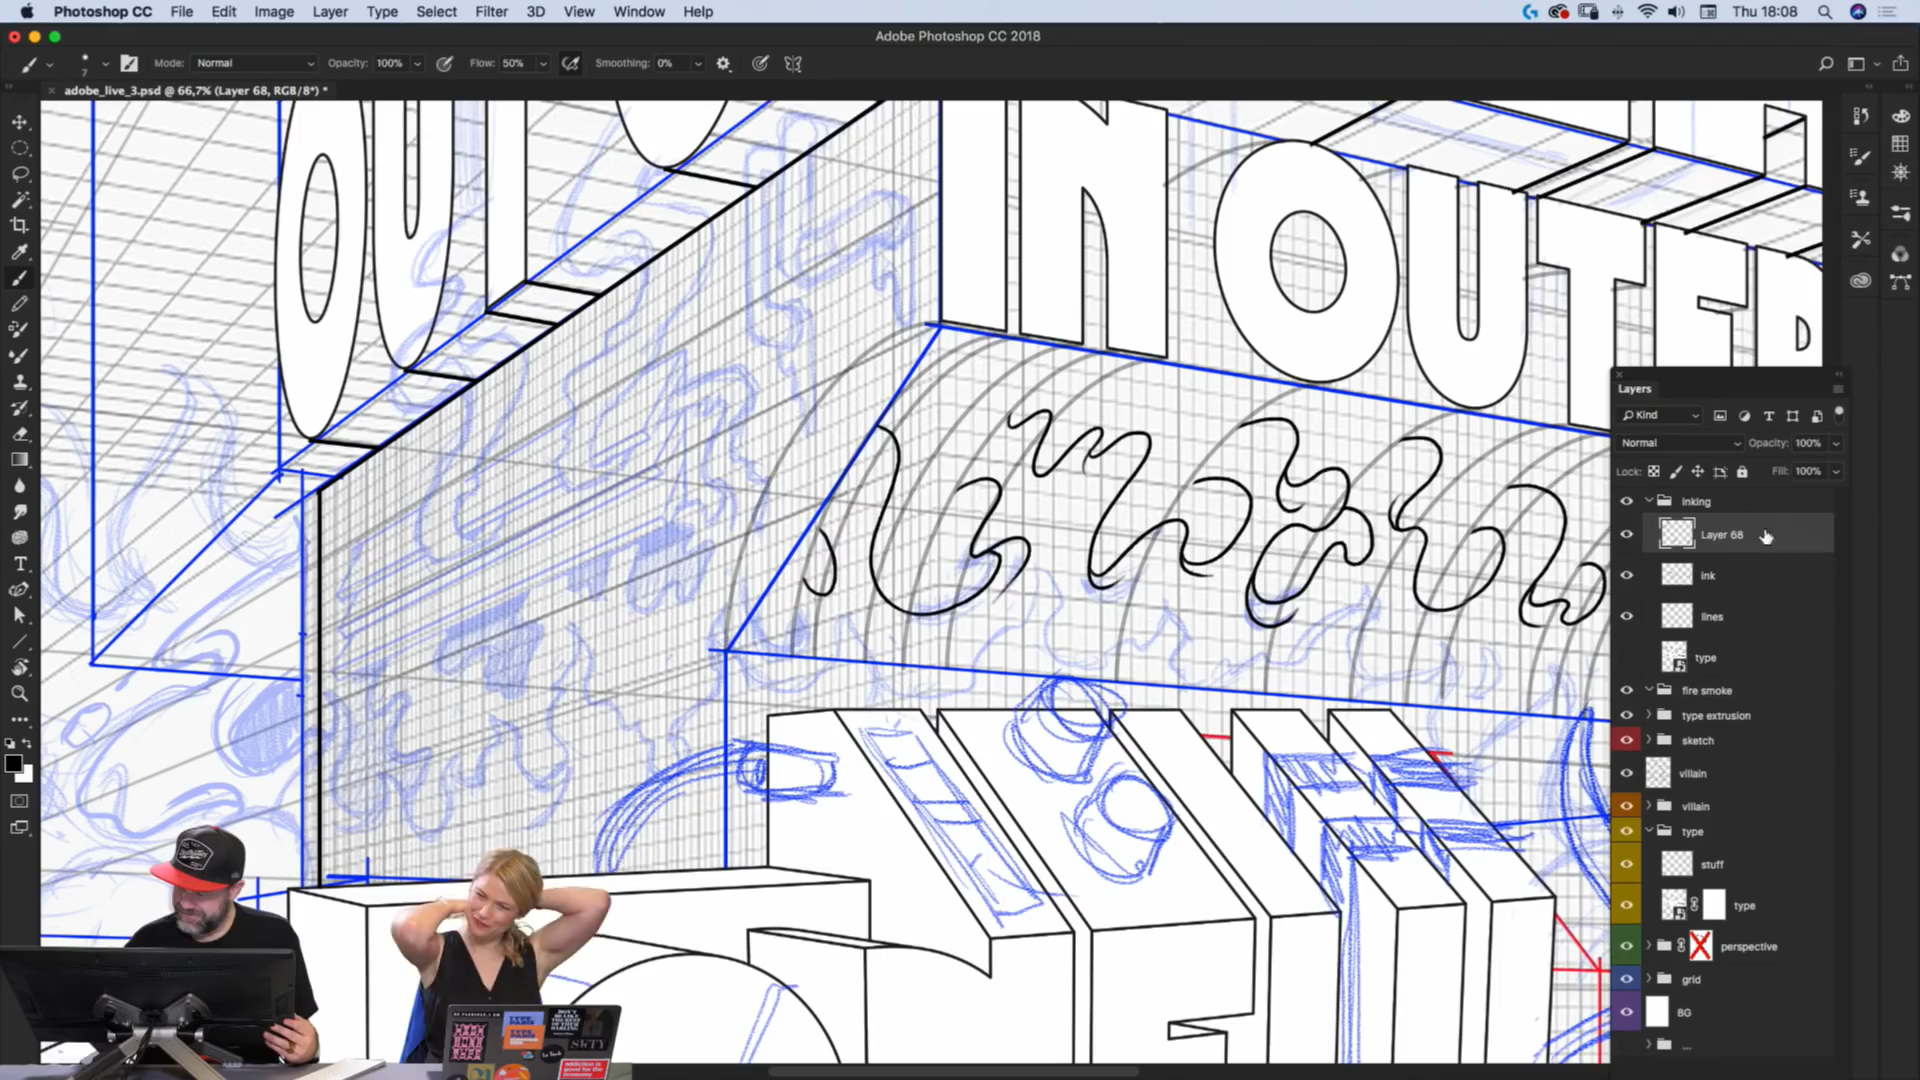 Photoshop CC File Edit Image Layer Type Select Filter 3D View Window Help Thu 18:08
Adobe Photoshop CC 2018
7 Mode: Normal Opacity: 100% Flow: 50% Smoothing: 0%
adobe_live_3.psd @ 66,7% (Layer 68, RGB/8*) *
OU
IN OUTER
Layers
Kind
Normal Opacity: 100%
Lock: Fill: 100%
inking
Layer 68
ink
lines
type
fire smoke
type extrusion
sketch
villain
villain
type
stuff
type
perspective
grid
BG
...
SWTY